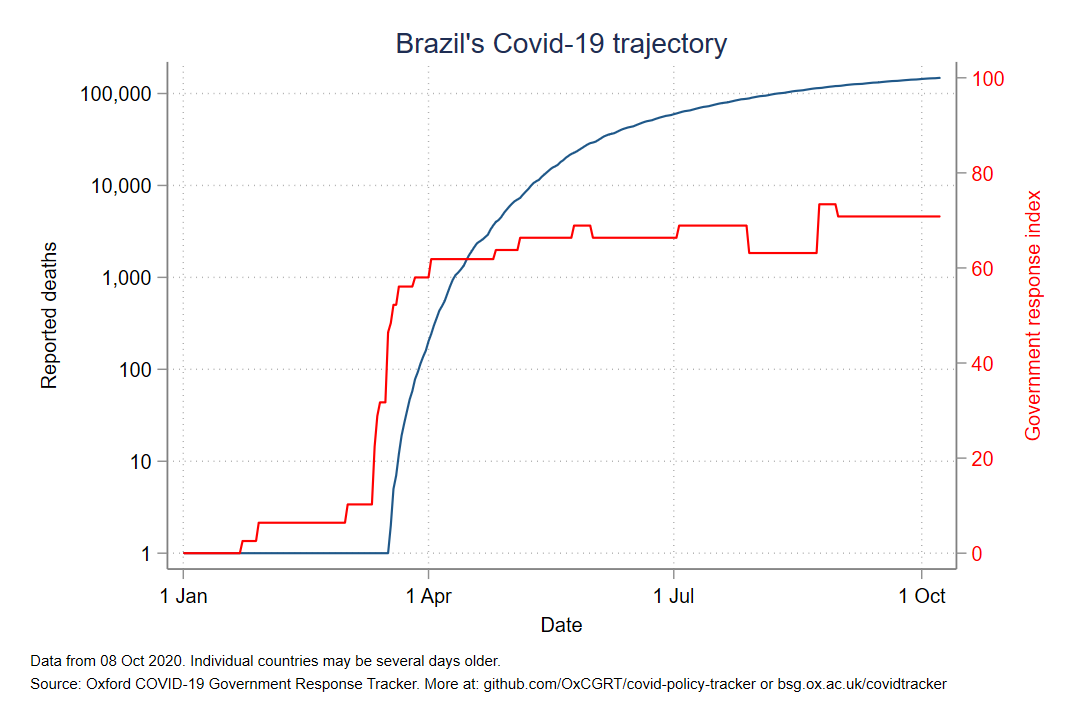 Brazil's Covid-19 trajectory
100,000
10,000
1,000
100
10
1
Reported deaths
100
80
60
40
20
0
Government response index
1 Jan
1 Apr
1 Jul
1 Oct
Date
Data from 08 Oct 2020. Individual countries may be several days older.
Source: Oxford COVID-19 Government Response Tracker. More at: github.com/OxCGRT/covid-policy-tracker or bsg.ox.ac.uk/covidtracker